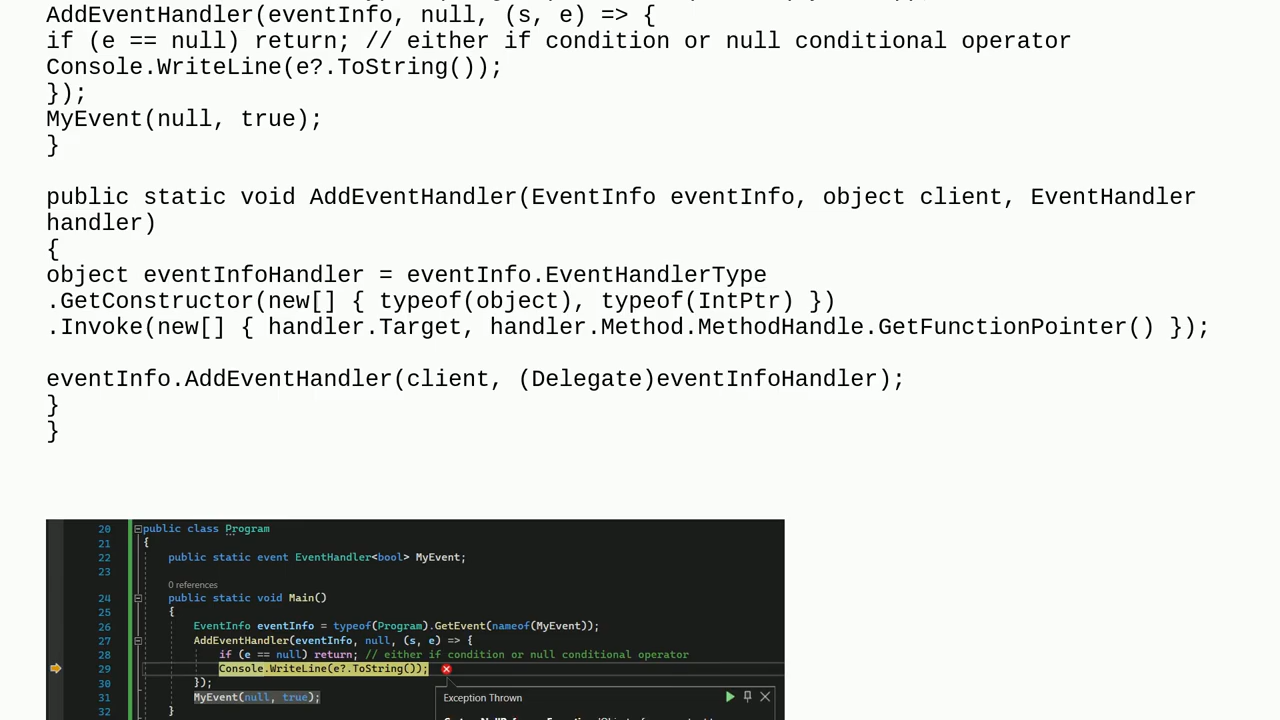 AddEventHandler(eventInfo, null, (s, e) => {
if (e == null) return; // either if condition or null conditional operator
Console.WriteLine(e?.ToString());
});
MyEvent(null, true);
}
public static void AddEventHandler(EventInfo eventInfo, object client, EventHandler
handler)
{
object eventInfoHandler = eventInfo.EventHandlerType
.GetConstructor(new[] { typeof(object), typeof(IntPtr) })
.Invoke(new[] { handler.Target, handler.Method.MethodHandle.GetFunctionPointer() });
eventInfo.AddEventHandler(client, (Delegate)eventInfoHandler);
}
}
20 public class Program
21 {
22 public static event EventHandler<bool> MyEvent;
23
0 references
24 public static void Main()
25 {
26 EventInfo eventInfo = typeof(Program).GetEvent(nameof(MyEvent));
27 AddEventHandler(eventInfo, null, (s, e) => {
28 if (e == null) return; // either if condition or null conditional operator
29 Console.WriteLine(e?.ToString());
30 });
31 MyEvent(null, true);
Exception Thrown
32 }